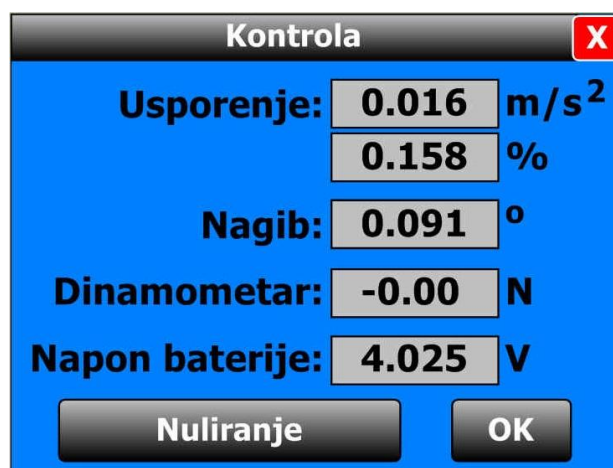 Kontrola X
Usporenje: 0.016 m/s²
0.158 %
Nagib: 0.091 º
Dinamometar: -0.00 N
Napon baterije: 4.025 V
Nuliranje OK